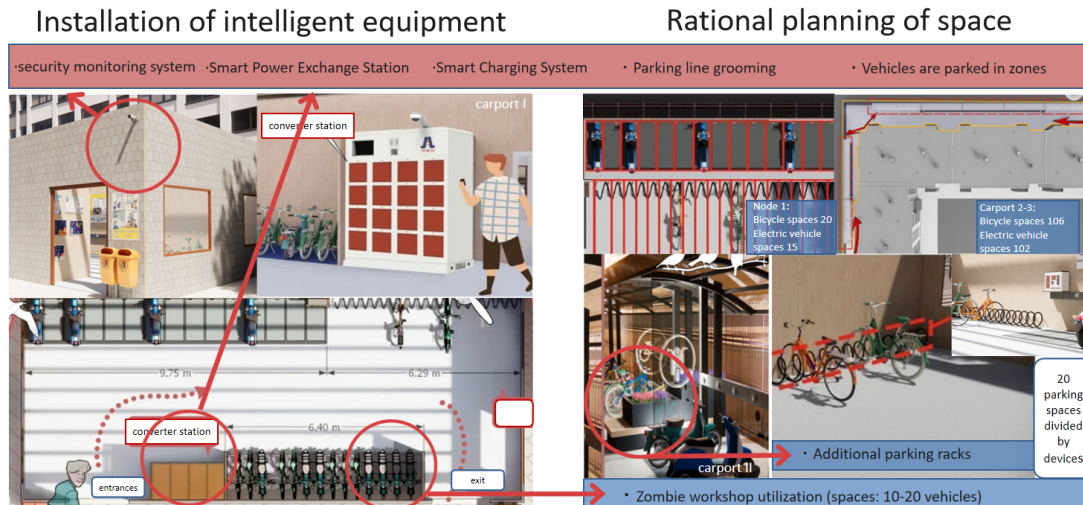 Installation of intelligent equipment
Rational planning of space
·security monitoring system ·Smart Power Exchange Station ·Smart Charging System · Parking line grooming · Vehicles are parked in zones
carport I
converter station
Node 1:
Bicycle spaces 20
Electric vehicle
spaces 15
Carport 2-3:
Bicycle spaces 106
Electric vehicle
spaces 102
9.75 m
6.29 m
6.40 m
converter station
entrances
exit
carport II
20
parking
spaces
divided
by
devices
· Additional parking racks
· Zombie workshop utilization (spaces: 10-20 vehicles)